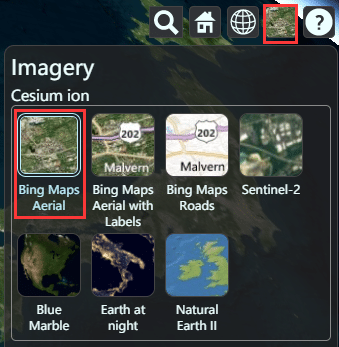 ?
Imagery
Cesium ion
202
202
Malvern
Malvern
Bing Maps
Aerial
Bing Maps
Aerial with
Labels
Bing Maps
Roads
Sentinel-2
Blue
Marble
Earth at
night
Natural
Earth II